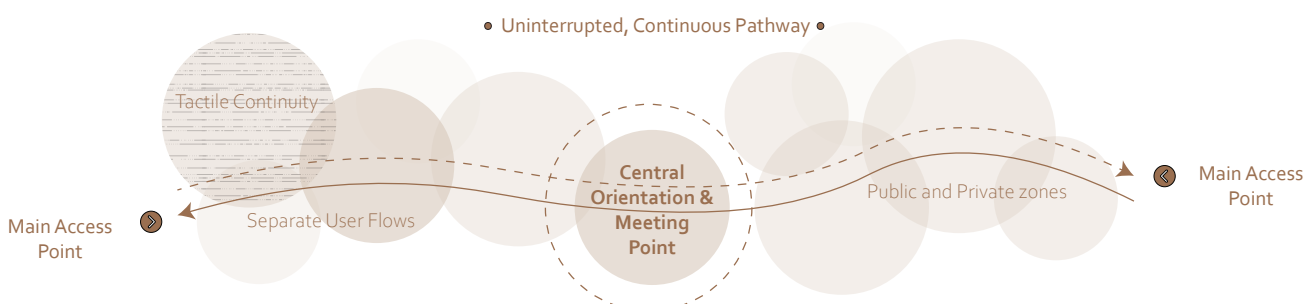 Uninterrupted, Continuous Pathway
Tactile Continuity
Separate User Flows
Main Access
Point
Central
Orientation &
Meeting
Point
Public and Private zones
Main Access
Point